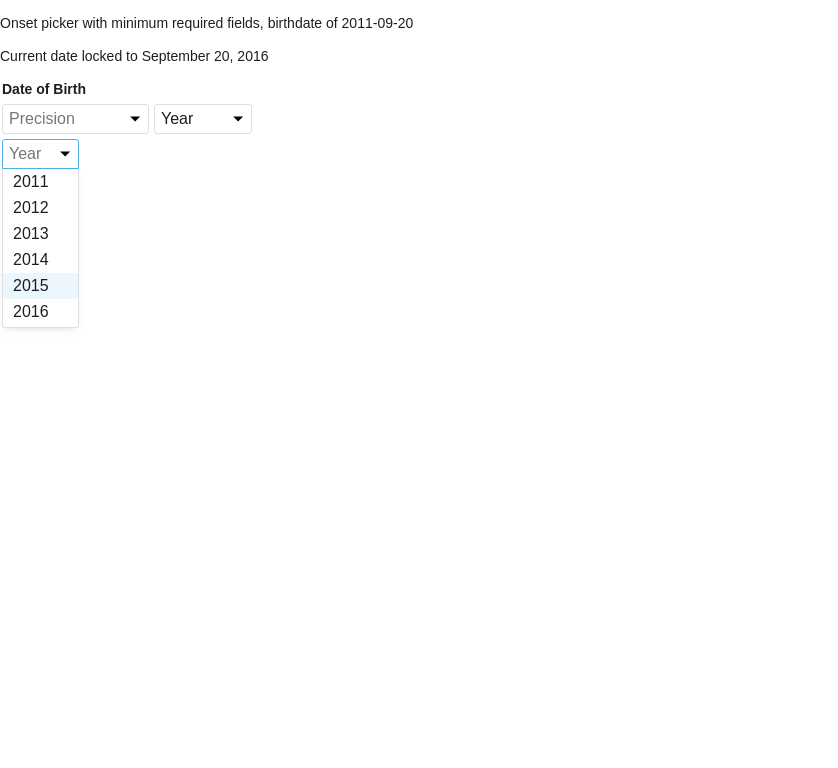 Onset picker with minimum required fields, birthdate of 2011-09-20
Current date locked to September 20, 2016
Date of Birth
Precision Year
Year
2011
2012
2013
2014
2015
2016